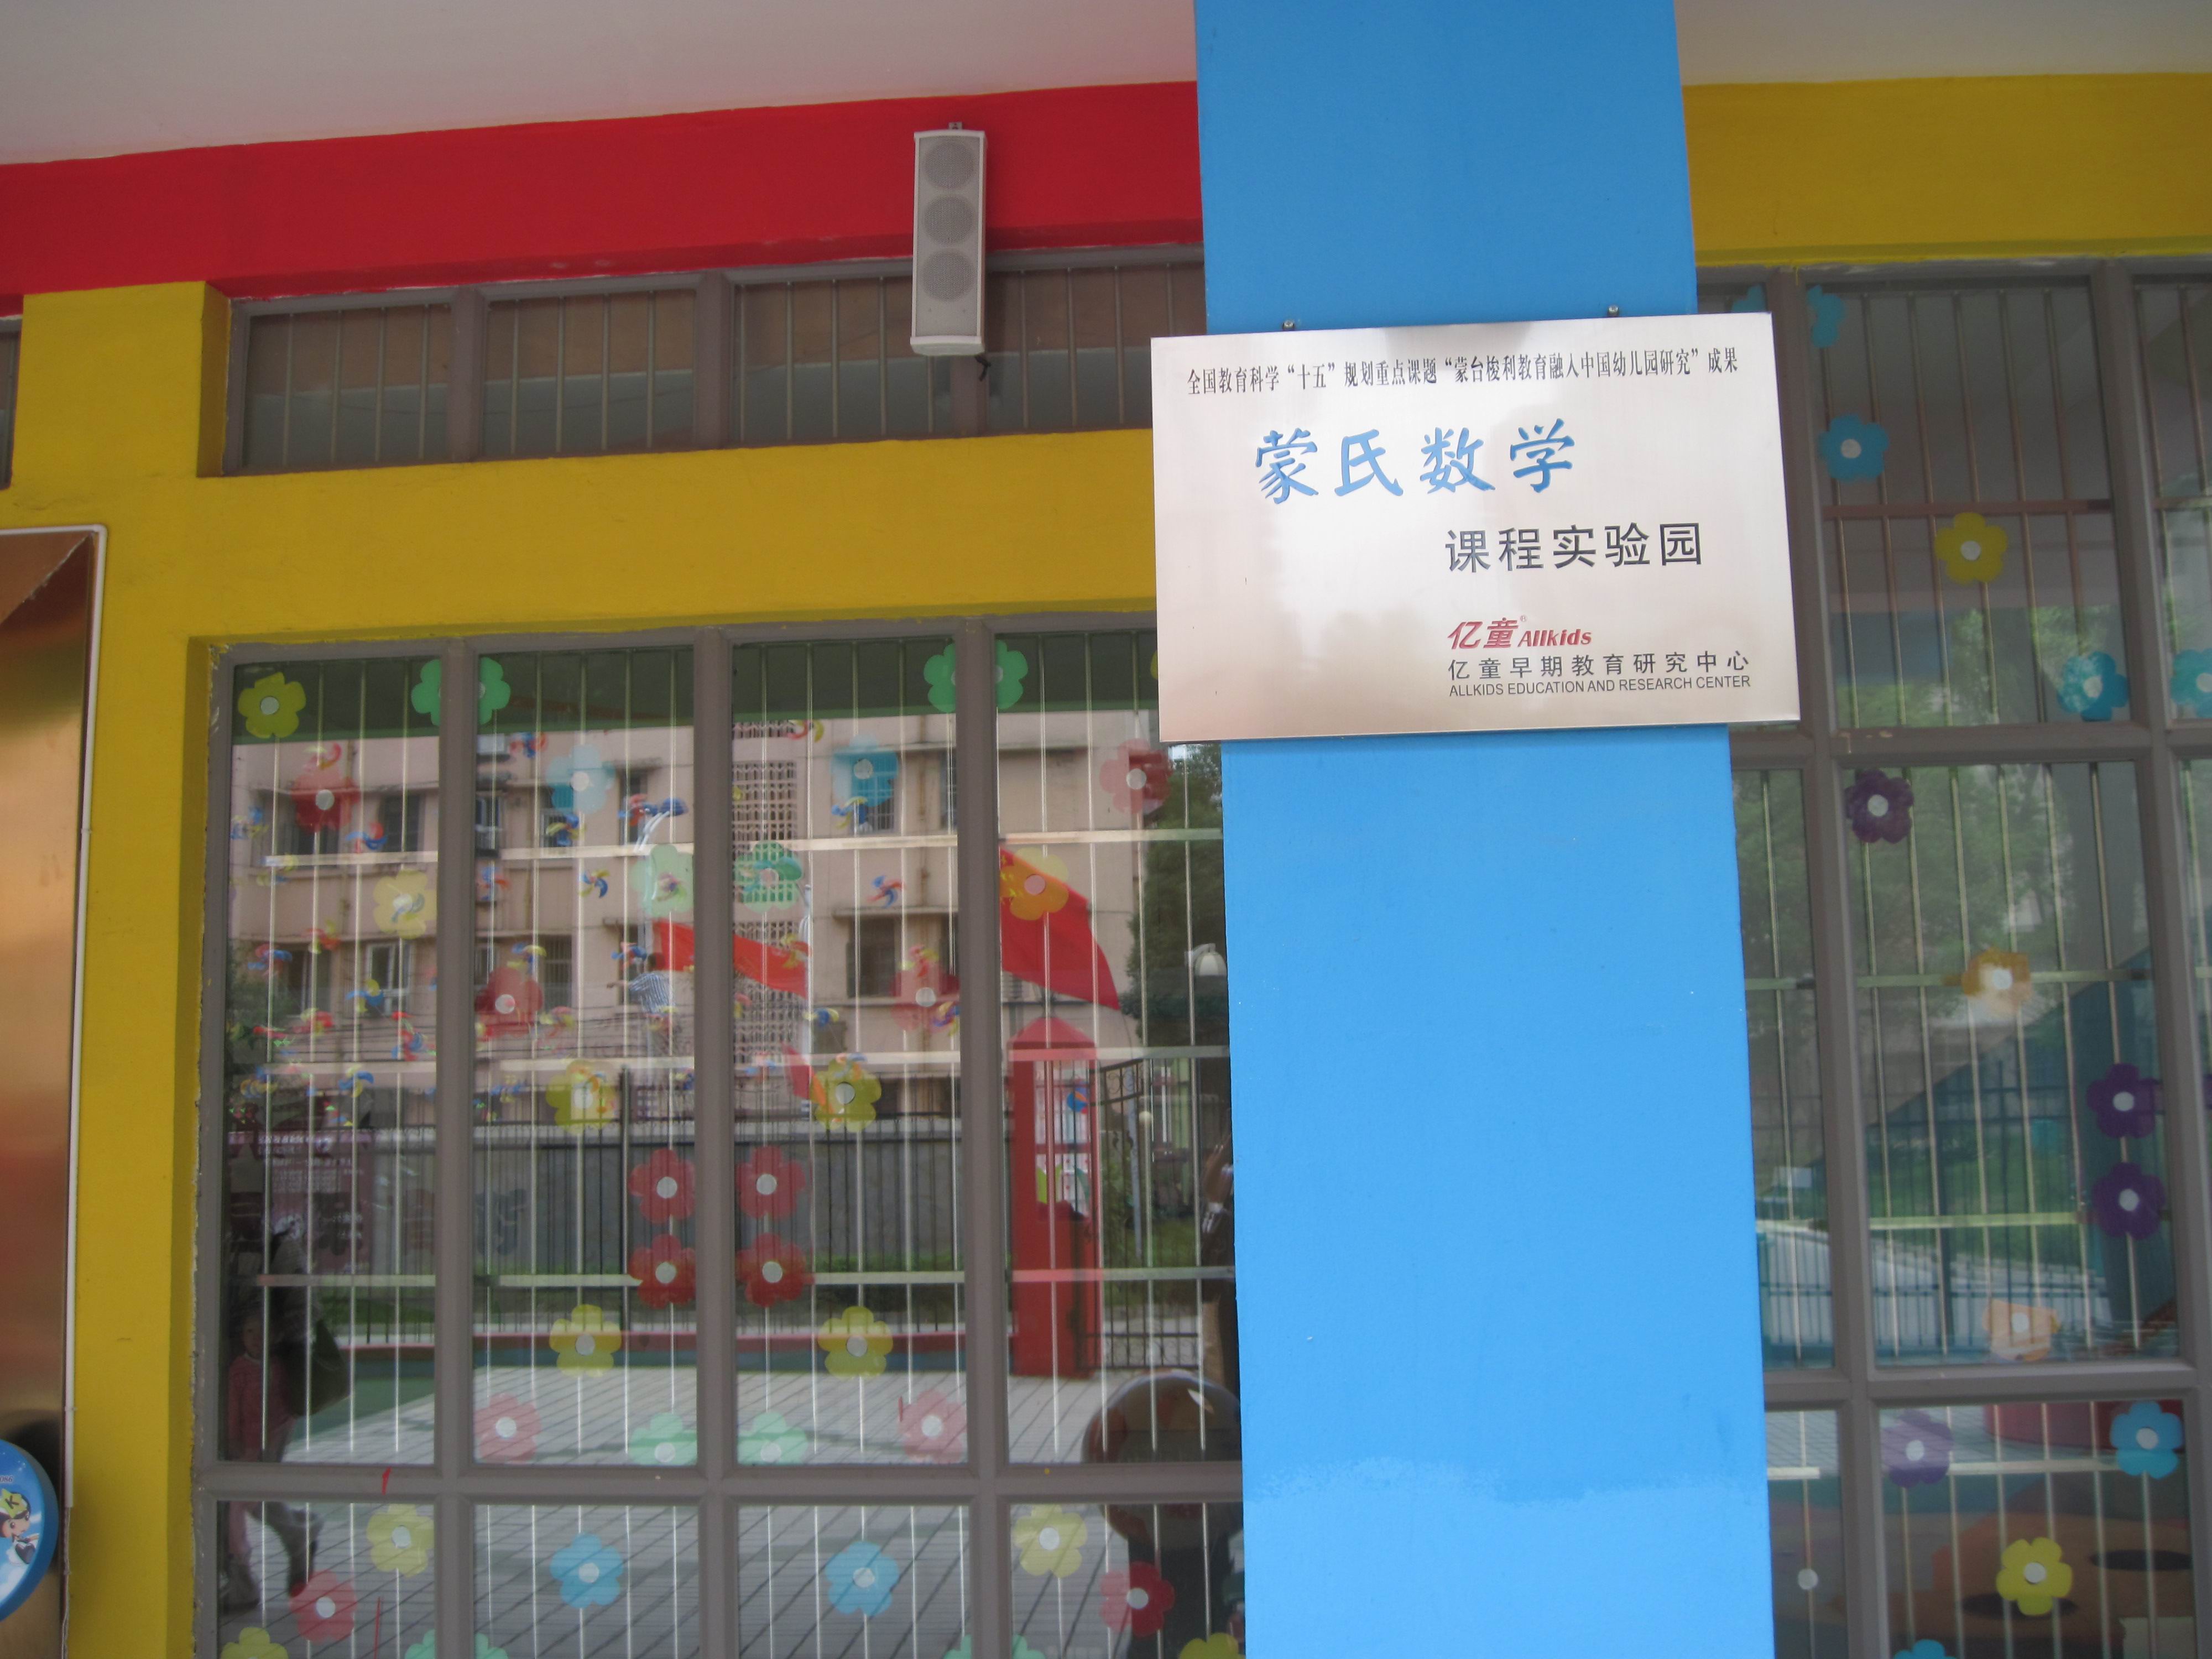 全国教育科学“十五”规划重点课题“蒙台梭利教育融入中国幼儿园研究”成果
蒙氏数学
课程实验园
亿童® Allkids
亿童早期教育研究中心
ALLKIDS EDUCATION AND RESEARCH CENTER